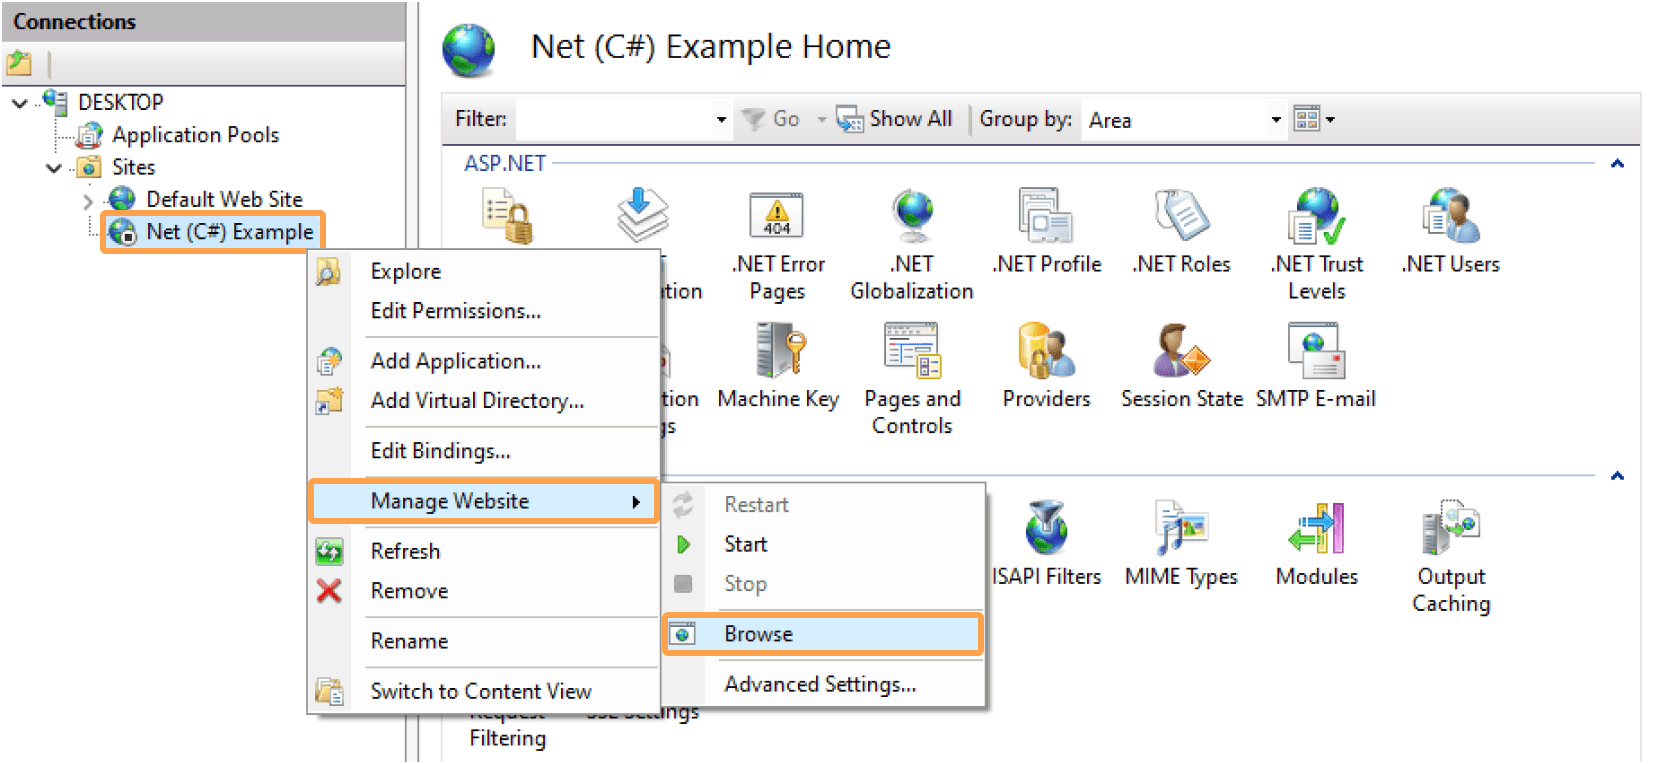 Connections
DESKTOP
Application Pools
Sites
Default Web Site
Net (C#) Example
Net (C#) Example Home
Filter:
Go
Show All
Group by:
Area
ASP.NET
404
.NET Error
Pages
.NET
Globalization
.NET Profile
.NET Roles
.NET Trust
Levels
.NET Users
Machine Key
Pages and
Controls
Providers
Session State
SMTP E-mail
Explore
Edit Permissions...
Add Application...
Add Virtual Directory...
Edit Bindings...
Manage Website
Refresh
Remove
Rename
Switch to Content View
Restart
Start
Stop
Browse
Advanced Settings...
ISAPI Filters
MIME Types
Modules
Output
Caching
Request
Filtering
SSL Settings